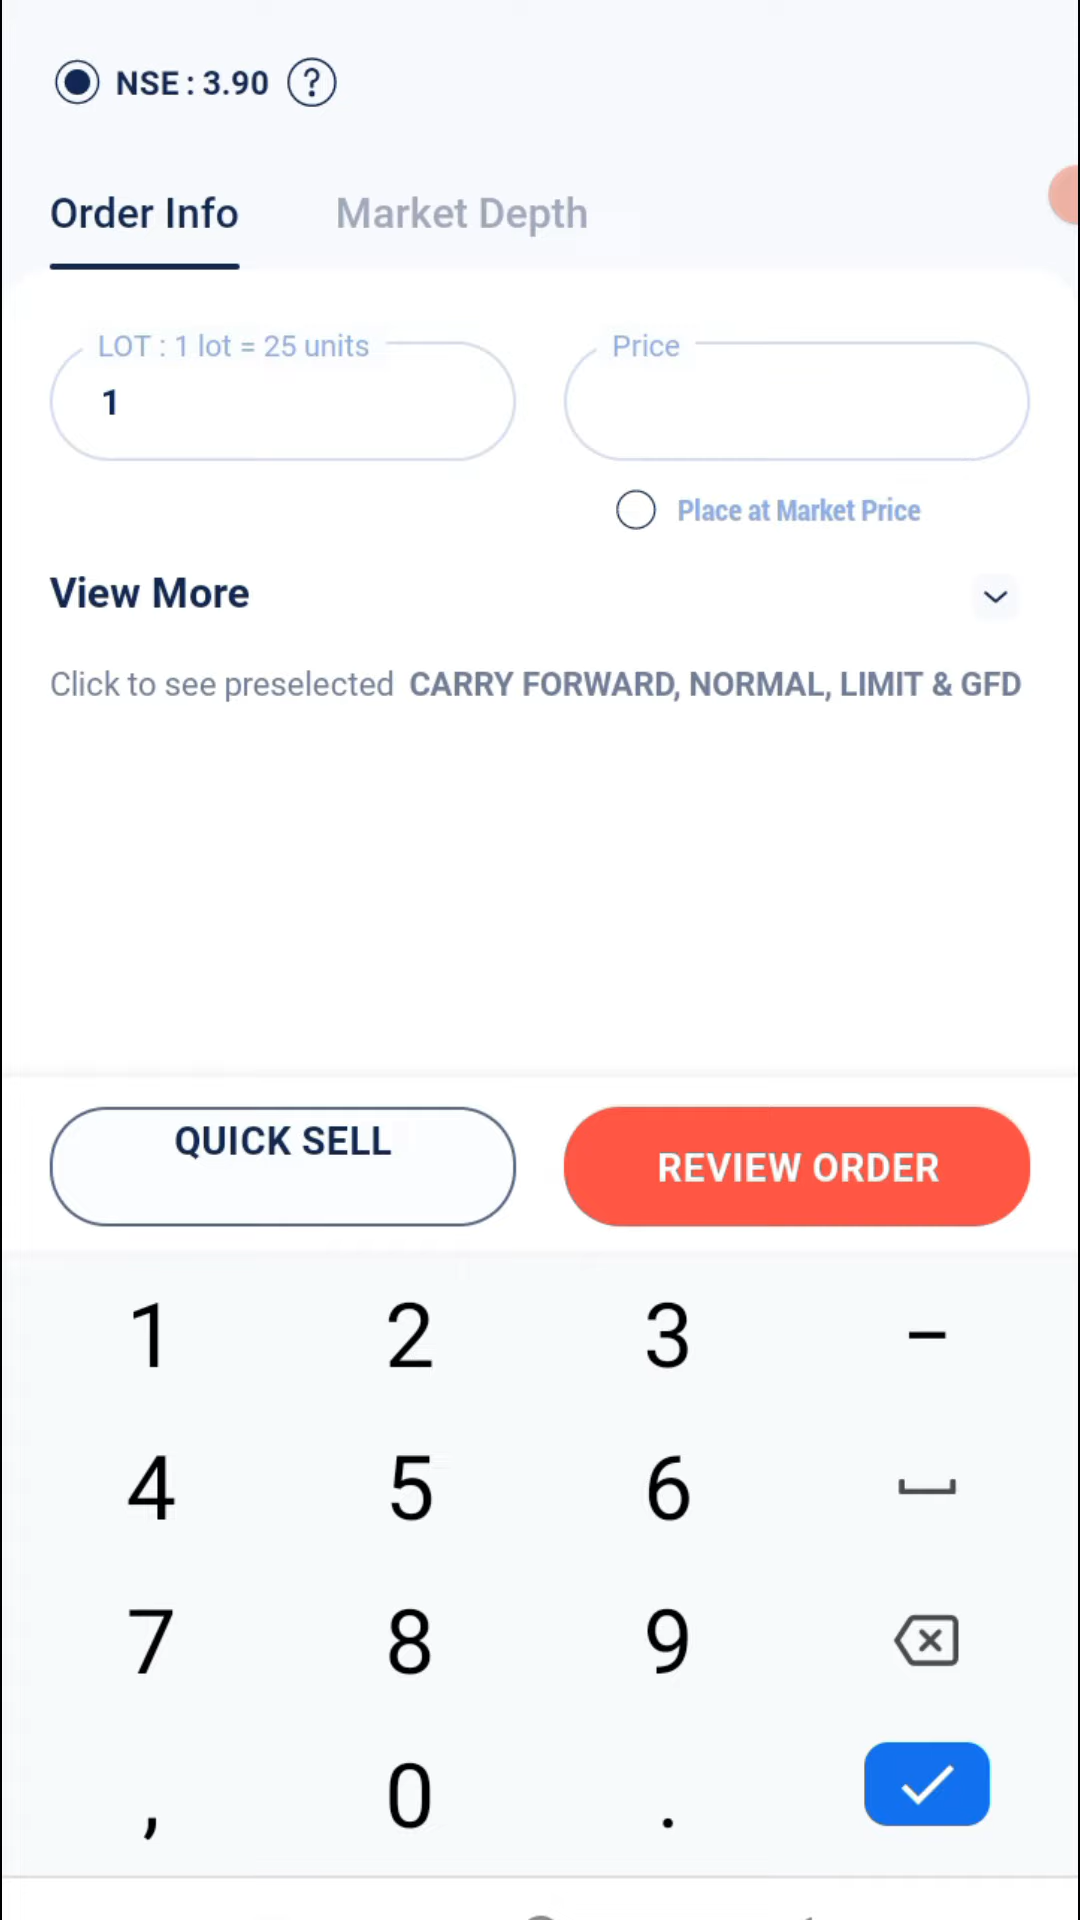 NSE : 3.90 ?
Order Info Market Depth
LOT : 1 lot = 25 units Price
1
Place at Market Price
View More
Click to see preselected CARRY FORWARD, NORMAL, LIMIT & GFD
QUICK SELL REVIEW ORDER
1 2 3 –
4 5 6
7 8 9
, 0 .